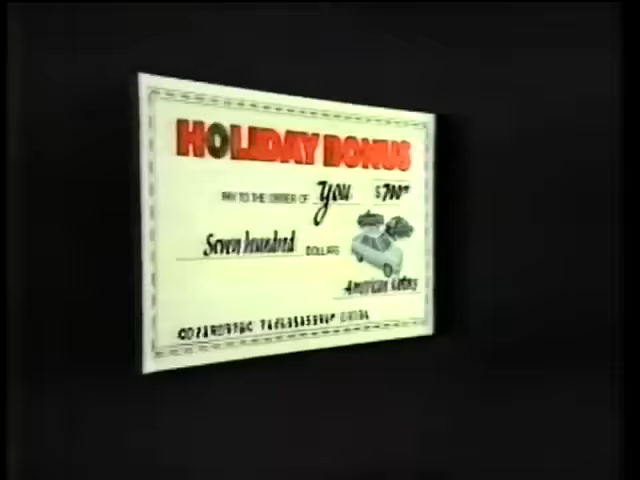 HOLIDAY BONUS
PAY TO THE ORDER OF you $700
Seven hundred DOLLARS
American Motors